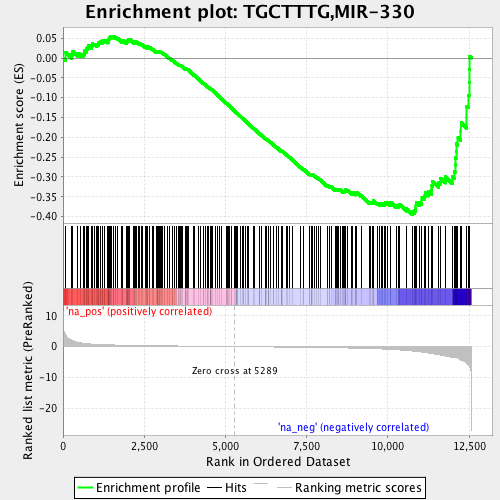 Enrichment plot: TGCTTTG,MIR-330
Enrichment score (ES)
0.05
0.00
-0.05
-0.10
-0.15
-0.20
-0.25
-0.30
-0.35
-0.40
'na_pos' (positively correlated)
Ranked list metric (PreRanked)
10
5
0
-5
-10
-15
-20
Zero cross at 5289
'na_neg' (negatively correlated)
0
2,500
5,000
7,500
10,000
12,500
Rank in Ordered Dataset
Enrichment profile
Hits
Ranking metric scores